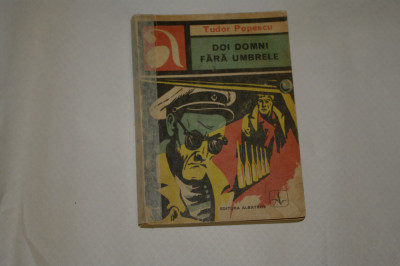 Tudor Popescu
DOI DOMNI
FĂRĂ UMBRELE
EDITURA ALBATROS